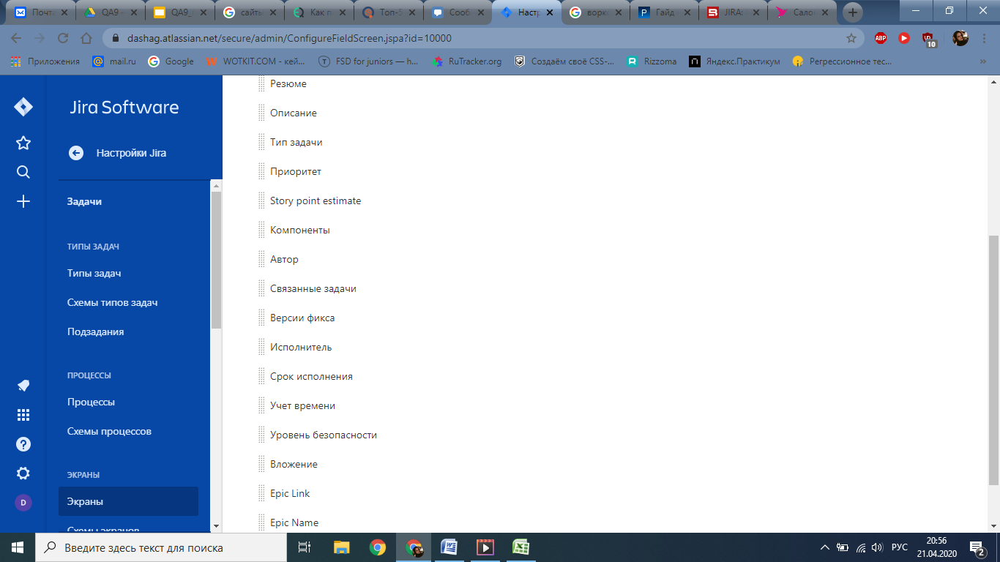 Почта
QA9 -
QA9_
сайты
Как п
Топ-5
Сооб
Настр
ворк
Гайд
JIRA:
Сало
dashag.atlassian.net/secure/admin/ConfigureFieldScreen.jspa?id=10000
ABP
10
Приложения
mail.ru
Google
WOTKIT.COM - кей...
FSD for juniors — h...
RuTracker.org
Создаём своё CSS-...
Rizzoma
Яндекс.Практикум
Регрессионное тес...
Jira Software
Настройки Jira
Задачи
ТИПЫ ЗАДАЧ
Типы задач
Схемы типов задач
Подзадания
ПРОЦЕССЫ
Процессы
Схемы процессов
ЭКРАНЫ
Экраны
Схемы экранов
D
Резюме
Описание
Тип задачи
Приоритет
Story point estimate
Компоненты
Автор
Связанные задачи
Версии фикса
Исполнитель
Срок исполнения
Учет времени
Уровень безопасности
Вложение
Epic Link
Epic Name
Введите здесь текст для поиска
РУС
20:56
21.04.2020
2